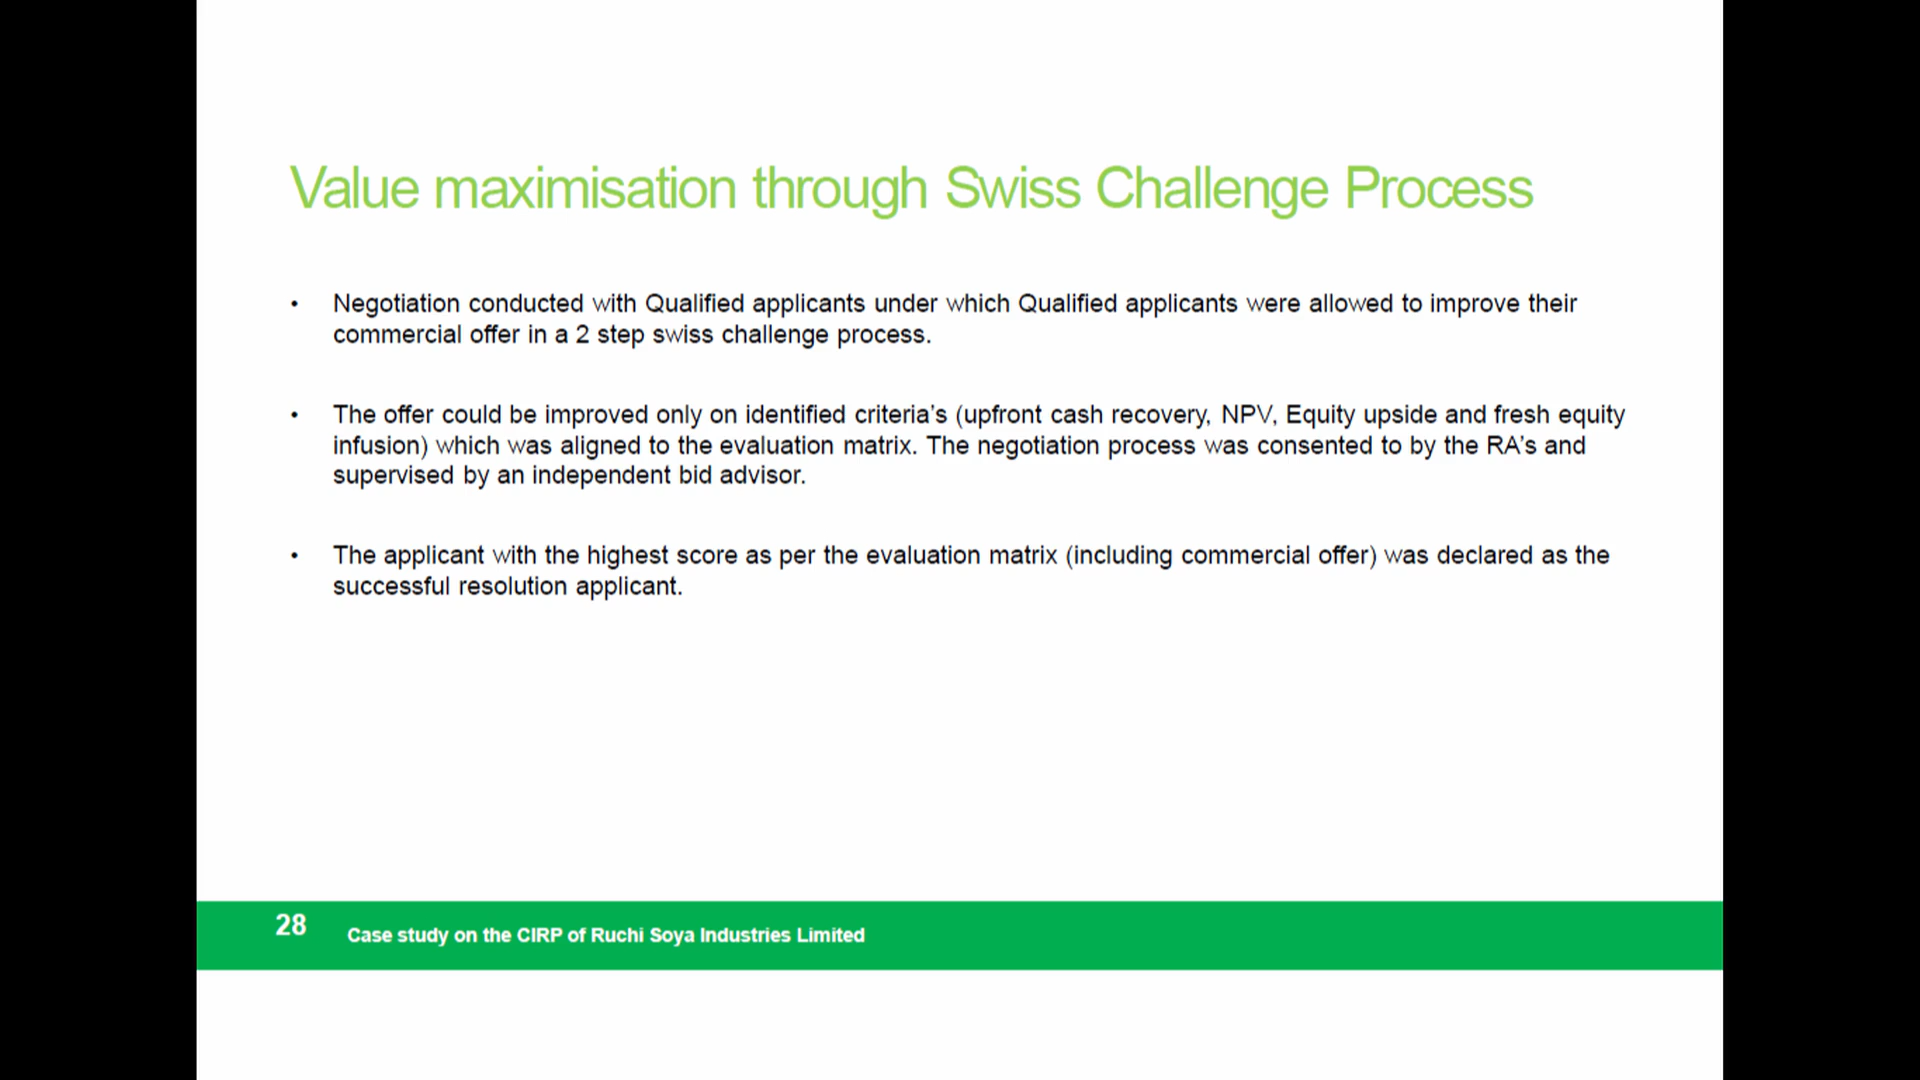 Value maximisation through Swiss Challenge Process
• Negotiation conducted with Qualified applicants under which Qualified applicants were allowed to improve their
commercial offer in a 2 step swiss challenge process.
• The offer could be improved only on identified criteria’s (upfront cash recovery, NPV, Equity upside and fresh equity
infusion) which was aligned to the evaluation matrix. The negotiation process was consented to by the RA’s and
supervised by an independent bid advisor.
• The applicant with the highest score as per the evaluation matrix (including commercial offer) was declared as the
successful resolution applicant.
28
Case study on the CIRP of Ruchi Soya Industries Limited